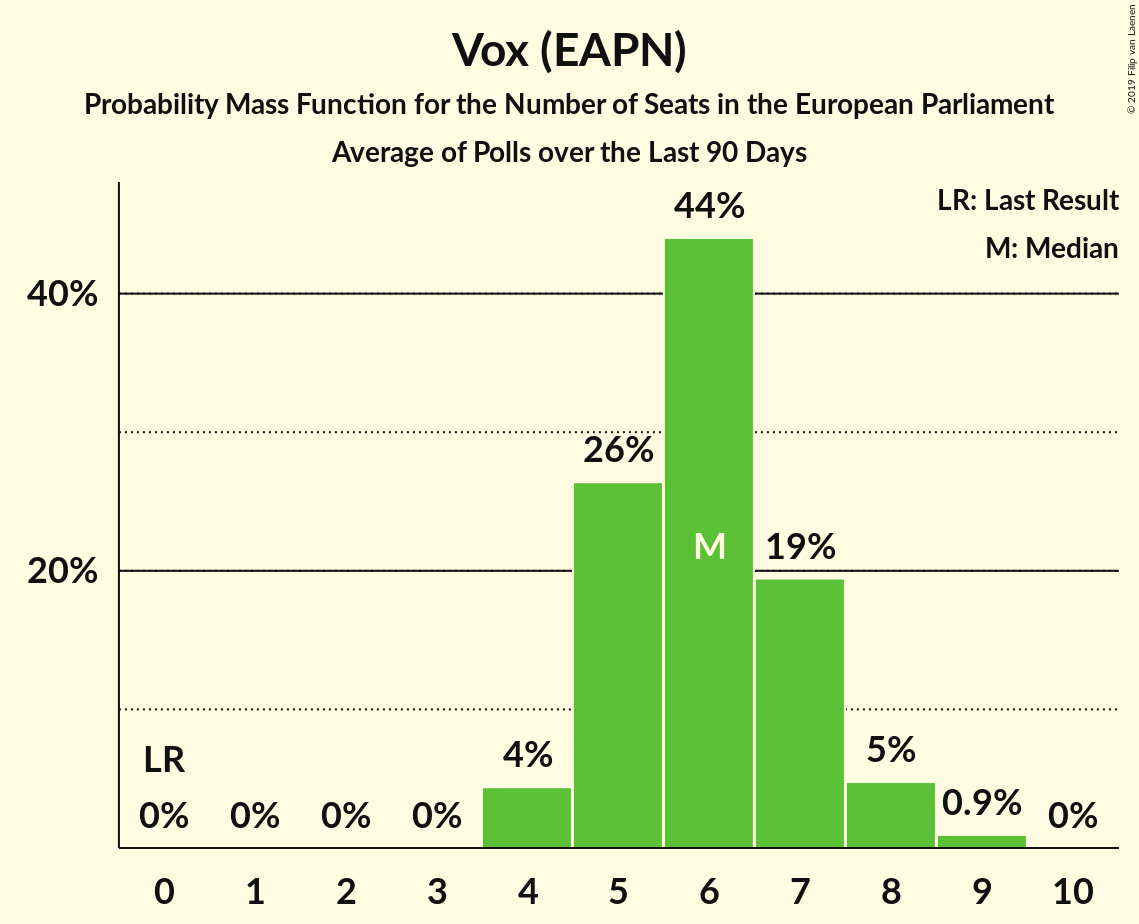 Vox (EAPN)
Probability Mass Function for the Number of Seats in the European Parliament
Average of Polls over the Last 90 Days
© 2019 Filip van Laenen
LR: Last Result
M: Median
44%
40%
26%
M
19%
20%
LR
4%
5%
0%
0%
0%
0%
0.9%
0%
0 1 2 3 4 5 6 7 8 9 10